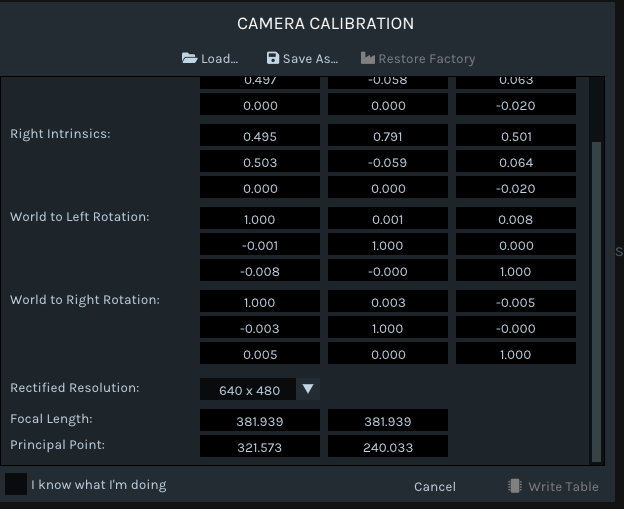 CAMERA CALIBRATION
Load... Save As... Restore Factory
0.497 -0.058 0.063
0.000 0.000 -0.020
Right Intrinsics: 0.495 0.791 0.501
0.503 -0.059 0.064
0.000 0.000 -0.020
World to Left Rotation: 1.000 0.001 0.008
-0.001 1.000 0.000
-0.008 -0.000 1.000
World to Right Rotation: 1.000 0.003 -0.005
-0.003 1.000 -0.000
0.005 0.000 1.000
Rectified Resolution: 640 x 480
Focal Length: 381.939 381.939
Principal Point: 321.573 240.033
I know what I'm doing Cancel Write Table